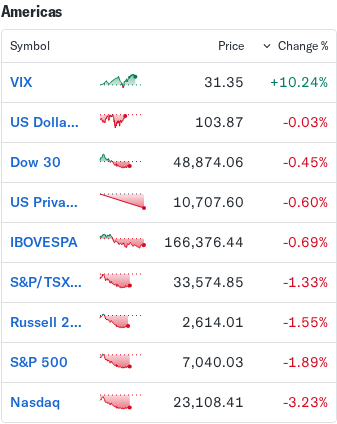 Americas
Symbol Price Change %
VIX 31.35 +10.24%
US Dolla... 103.87 -0.03%
Dow 30 48,874.06 -0.45%
US Priva... 10,707.60 -0.60%
IBOVESPA 166,376.44 -0.69%
S&P/TSX... 33,574.85 -1.33%
Russell 2... 2,614.01 -1.55%
S&P 500 7,040.03 -1.89%
Nasdaq 23,108.41 -3.23%